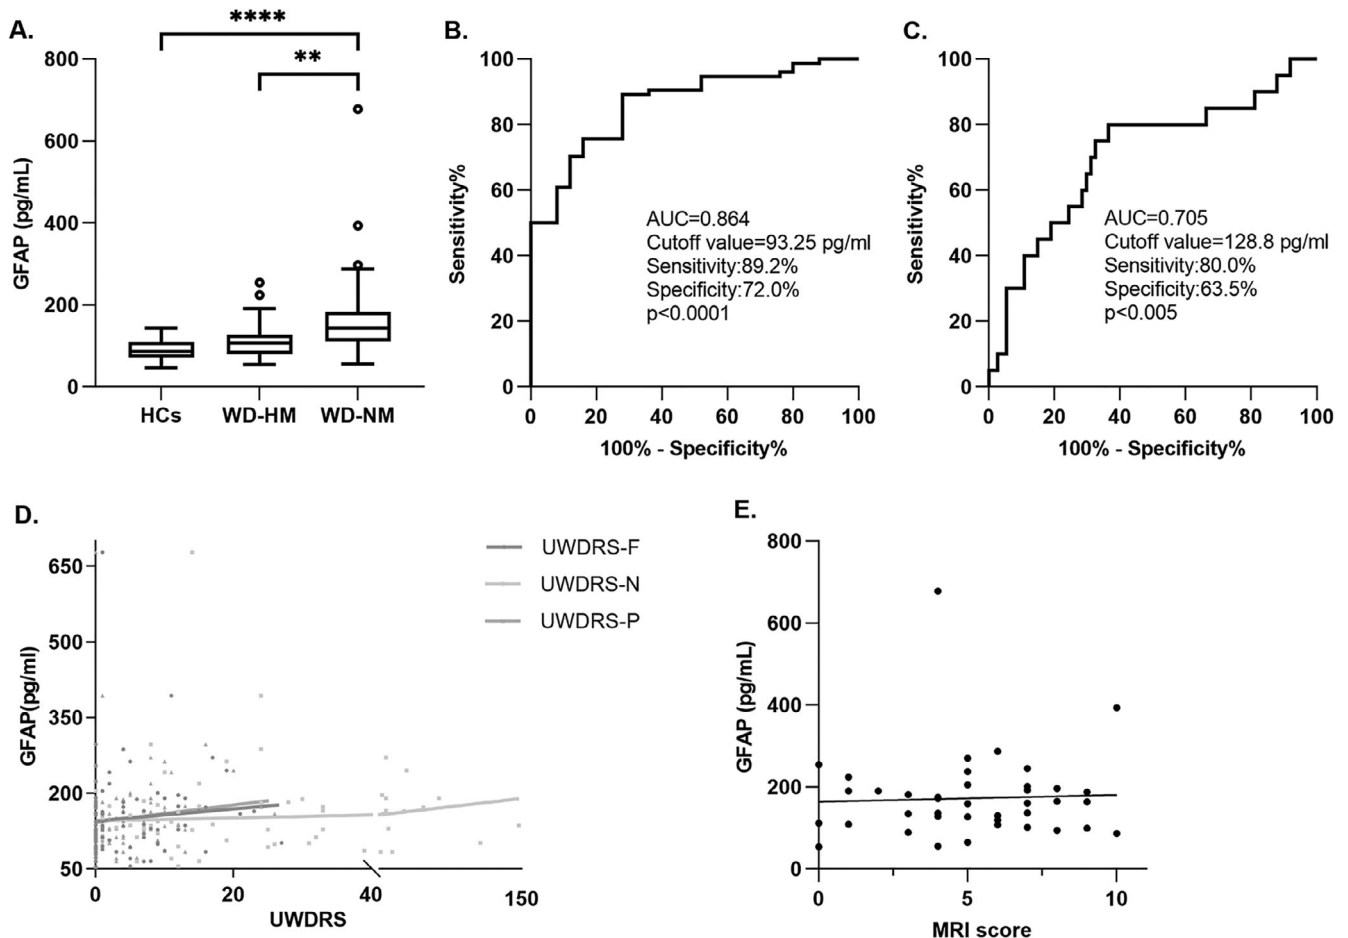 A.
****
**
800
600
400
200
0
GFAP (pg/mL)
HCs WD-HM WD-NM
B.
100
80
60
40
20
0
Sensitivity%
AUC=0.864
Cutoff value=93.25 pg/ml
Sensitivity:89.2%
Specificity:72.0%
p<0.0001
0 20 40 60 80 100
100% - Specificity%
C.
100
80
60
40
20
0
Sensitivity%
AUC=0.705
Cutoff value=128.8 pg/ml
Sensitivity:80.0%
Specificity:63.5%
p<0.005
0 20 40 60 80 100
100% - Specificity%
D.
650
500
350
200
50
GFAP(pg/ml)
UWDRS-F
UWDRS-N
UWDRS-P
0 20 40 150
UWDRS
E.
800
600
400
200
0
GFAP (pg/mL)
0 5 10
MRI score